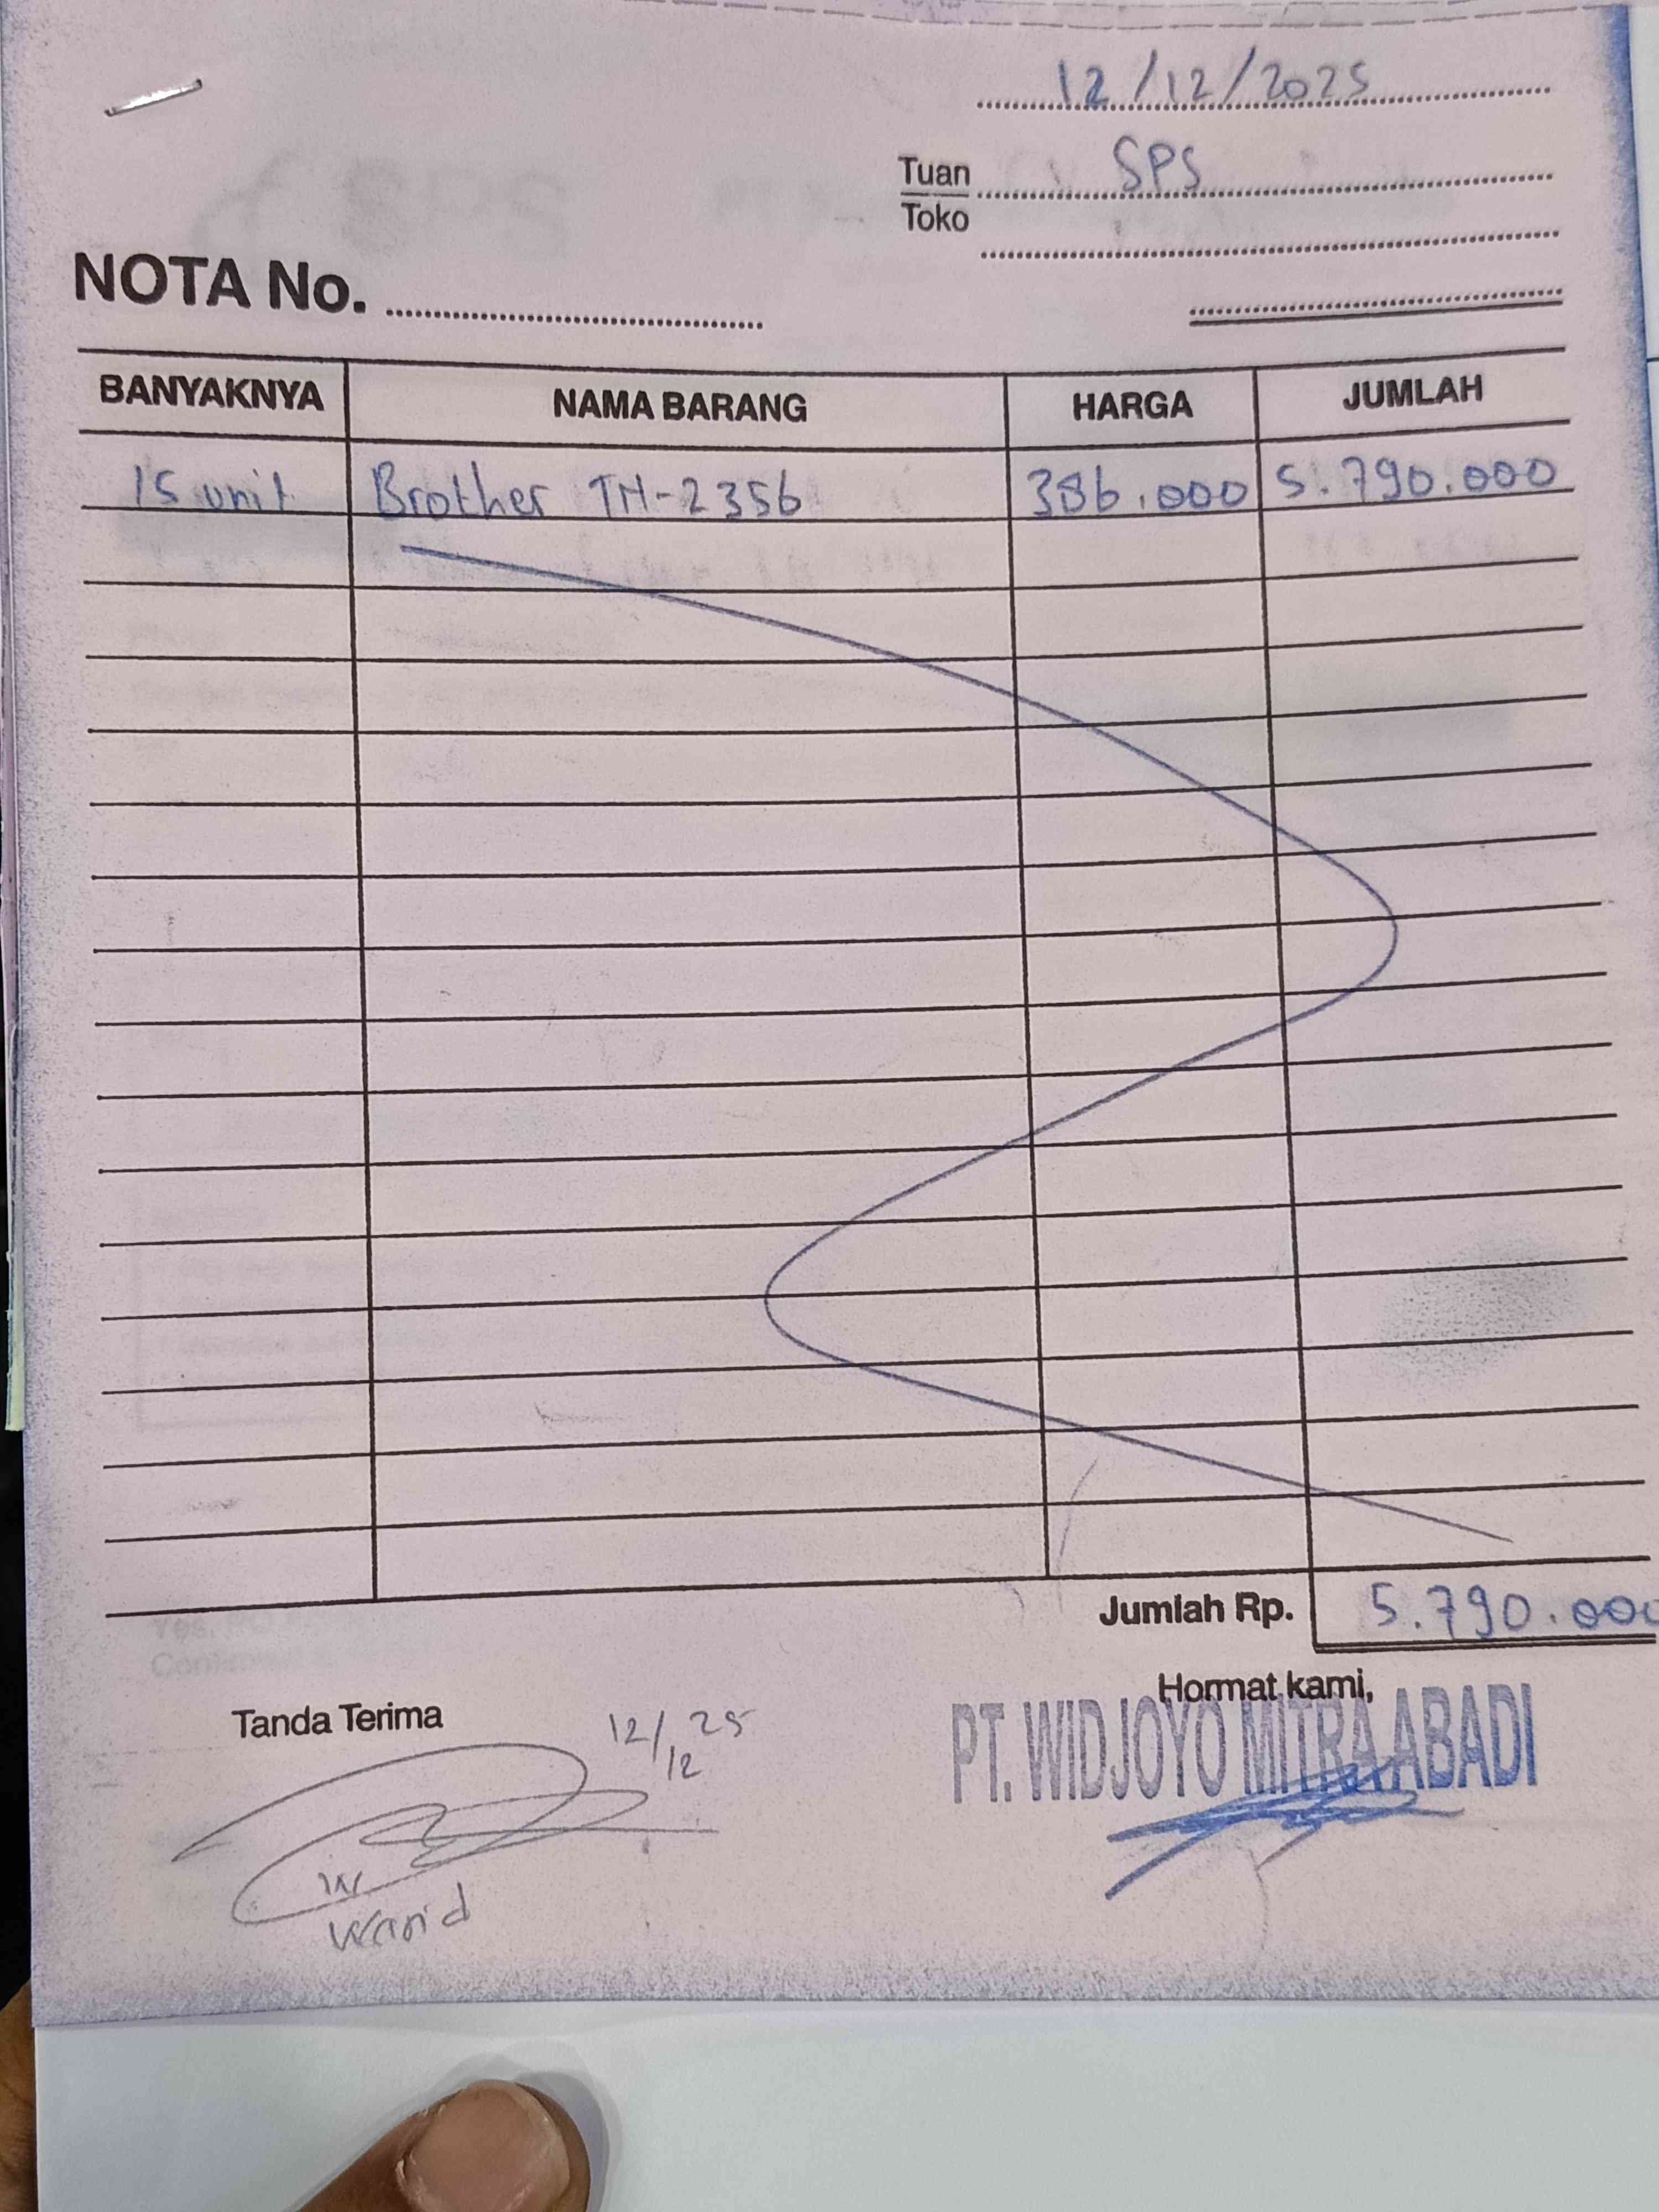 12/12/2025
Tuan SPS
Toko
NOTA No.
BANYAKNYA NAMA BARANG HARGA JUMLAH
15 unit Brother TN-2356 386.000 5.790.000
Jumlah Rp. 5.790.000
Hormat kami,
Tanda Terima 12/12 25
PT. WIDJOYO MITRA ABADI
Warid